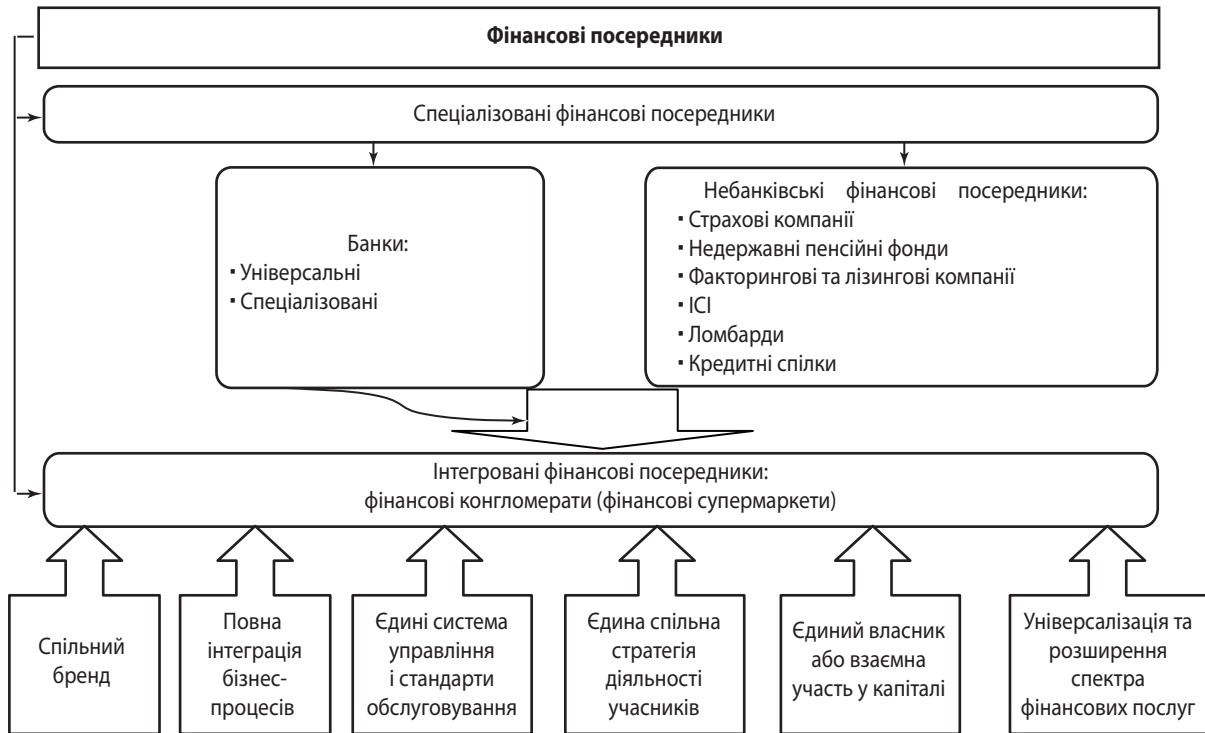 Фінансові посередники
Спеціалізовані фінансові посередники
Банки:
▪ Універсальні
▪ Спеціалізовані
Небанківські фінансові посередники:
▪ Страхові компанії
▪ Недержавні пенсійні фонди
▪ Факторингові та лізингові компанії
▪ ІСІ
▪ Ломбарди
▪ Кредитні спілки
Інтегровані фінансові посередники:
фінансові конгломерати (фінансові супермаркети)
Спільний
бренд
Повна
інтеграція
бізнес-
процесів
Єдині система
управління
і стандарти
обслуговування
Єдина спільна
стратегія
діяльності
учасників
Єдиний власник
або взаємна
участь у капіталі
Універсалізація та
розширення
спектра
фінансових послуг